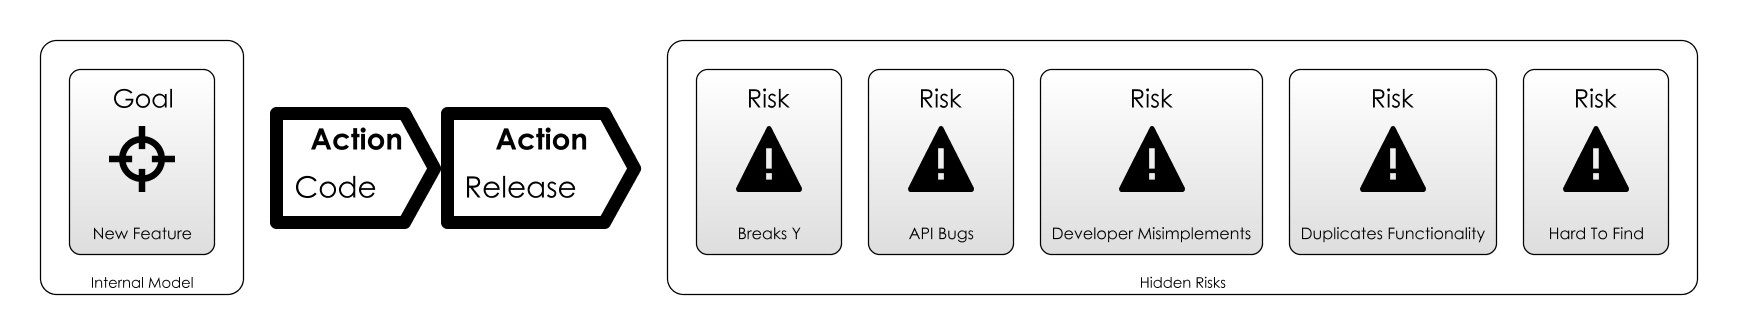 Goal
New Feature
Internal Model
Action
Code
Action
Release
Risk
Breaks Y
Risk
API Bugs
Risk
Developer Misimplements
Risk
Duplicates Functionality
Risk
Hard To Find
Hidden Risks